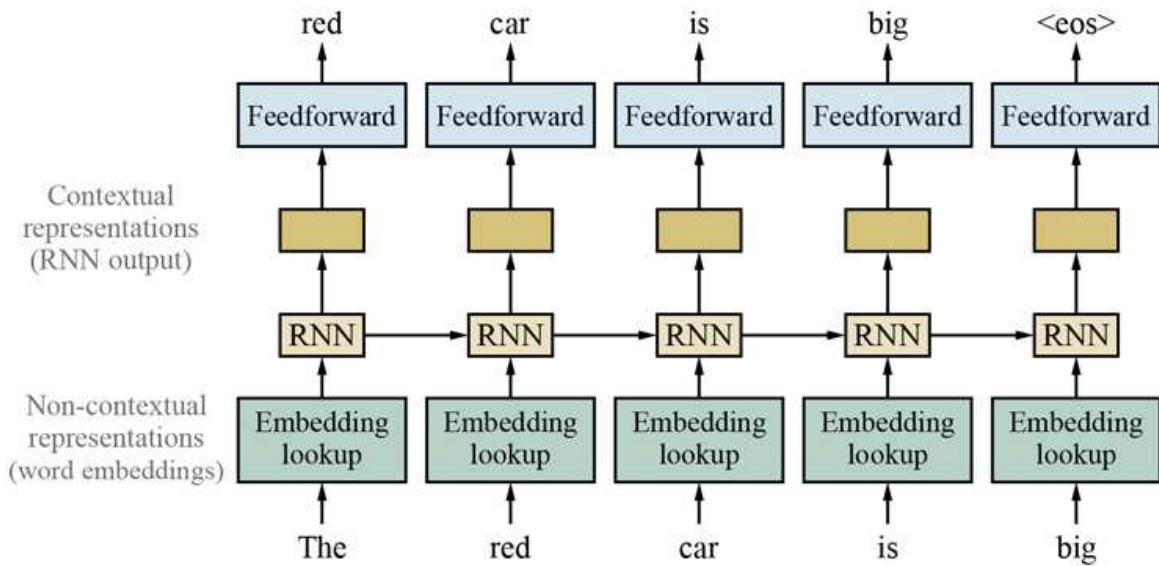 red car is big <eos>
Feedforward Feedforward Feedforward Feedforward Feedforward
Contextual
representations
(RNN output)
RNN RNN RNN RNN RNN
Non-contextual
representations
(word embeddings)
Embedding Embedding Embedding Embedding Embedding
lookup lookup lookup lookup lookup
The red car is big